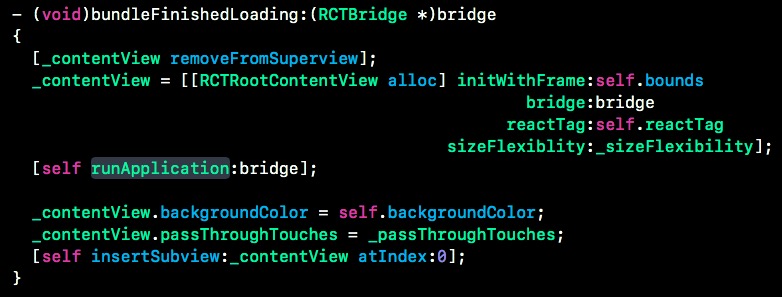 - (void)bundleFinishedLoading:(RCTBridge *)bridge
{
  [_contentView removeFromSuperview];
  _contentView = [[RCTRootContentView alloc] initWithFrame:self.bounds
                                                    bridge:bridge
                                                  reactTag:self.reactTag
                                            sizeFlexiblity:_sizeFlexibility];
  [self runApplication:bridge];

  _contentView.backgroundColor = self.backgroundColor;
  _contentView.passThroughTouches = _passThroughTouches;
  [self insertSubview:_contentView atIndex:0];
}